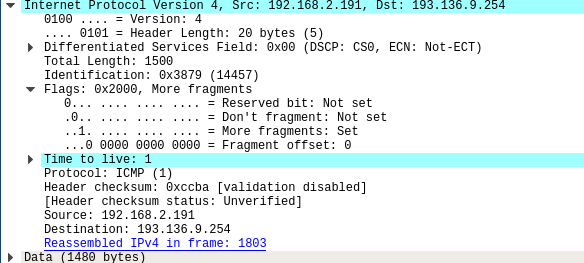 Internet Protocol Version 4, Src: 192.168.2.191, Dst: 193.136.9.254
0100 .... = Version: 4
.... 0101 = Header Length: 20 bytes (5)
Differentiated Services Field: 0x00 (DSCP: CS0, ECN: Not-ECT)
Total Length: 1500
Identification: 0x3879 (14457)
Flags: 0x2000, More fragments
0... .... .... .... = Reserved bit: Not set
.0.. .... .... .... = Don't fragment: Not set
..1. .... .... .... = More fragments: Set
...0 0000 0000 0000 = Fragment offset: 0
Time to live: 1
Protocol: ICMP (1)
Header checksum: 0xccba [validation disabled]
[Header checksum status: Unverified]
Source: 192.168.2.191
Destination: 193.136.9.254
Reassembled IPv4 in frame: 1803
Data (1480 bytes)